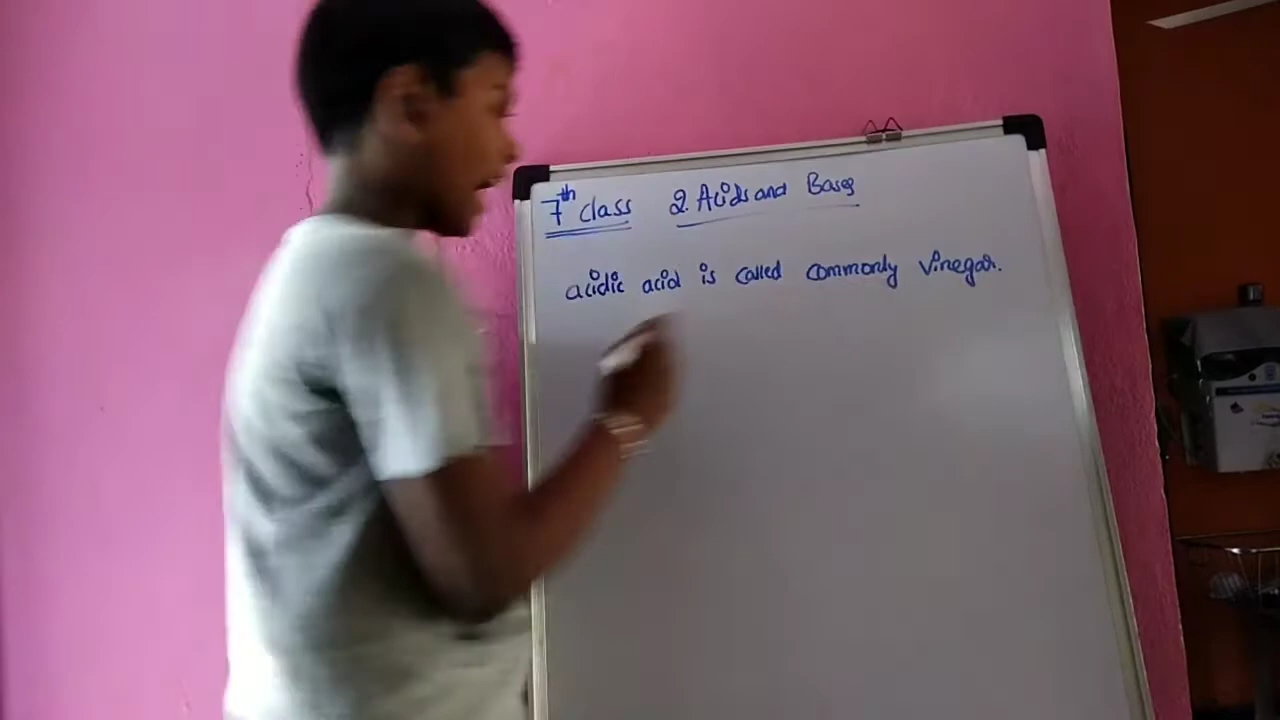 7th class 2. Acids and Bases
acidic acid is called commonly vinegar.